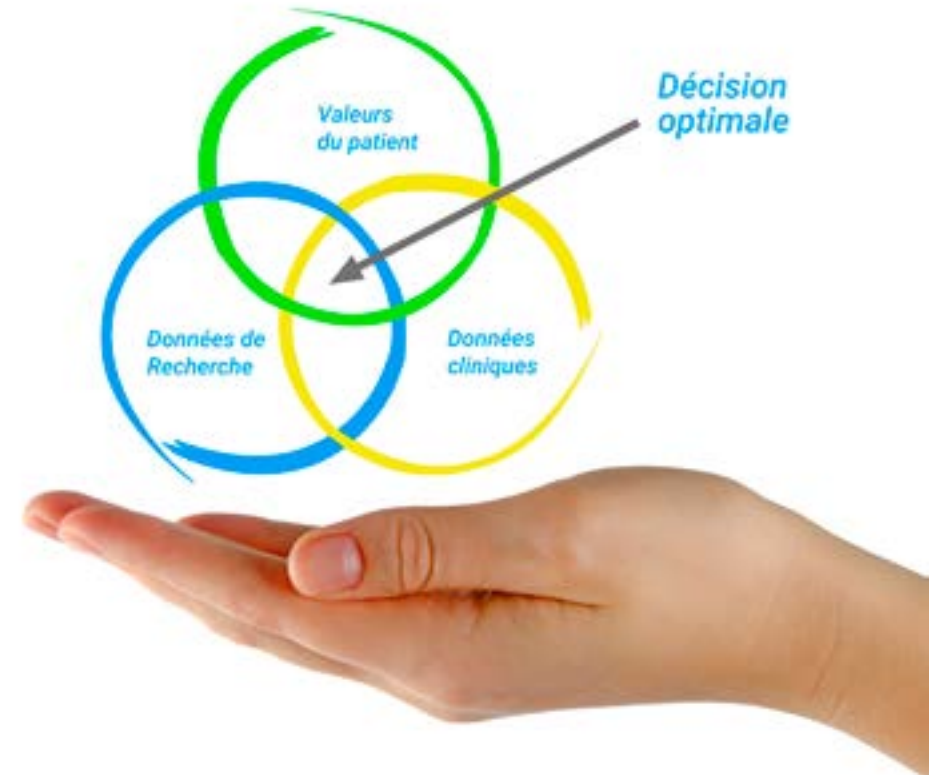 Valeurs
du patient
Décision
optimale
Données de
Recherche
Données
cliniques